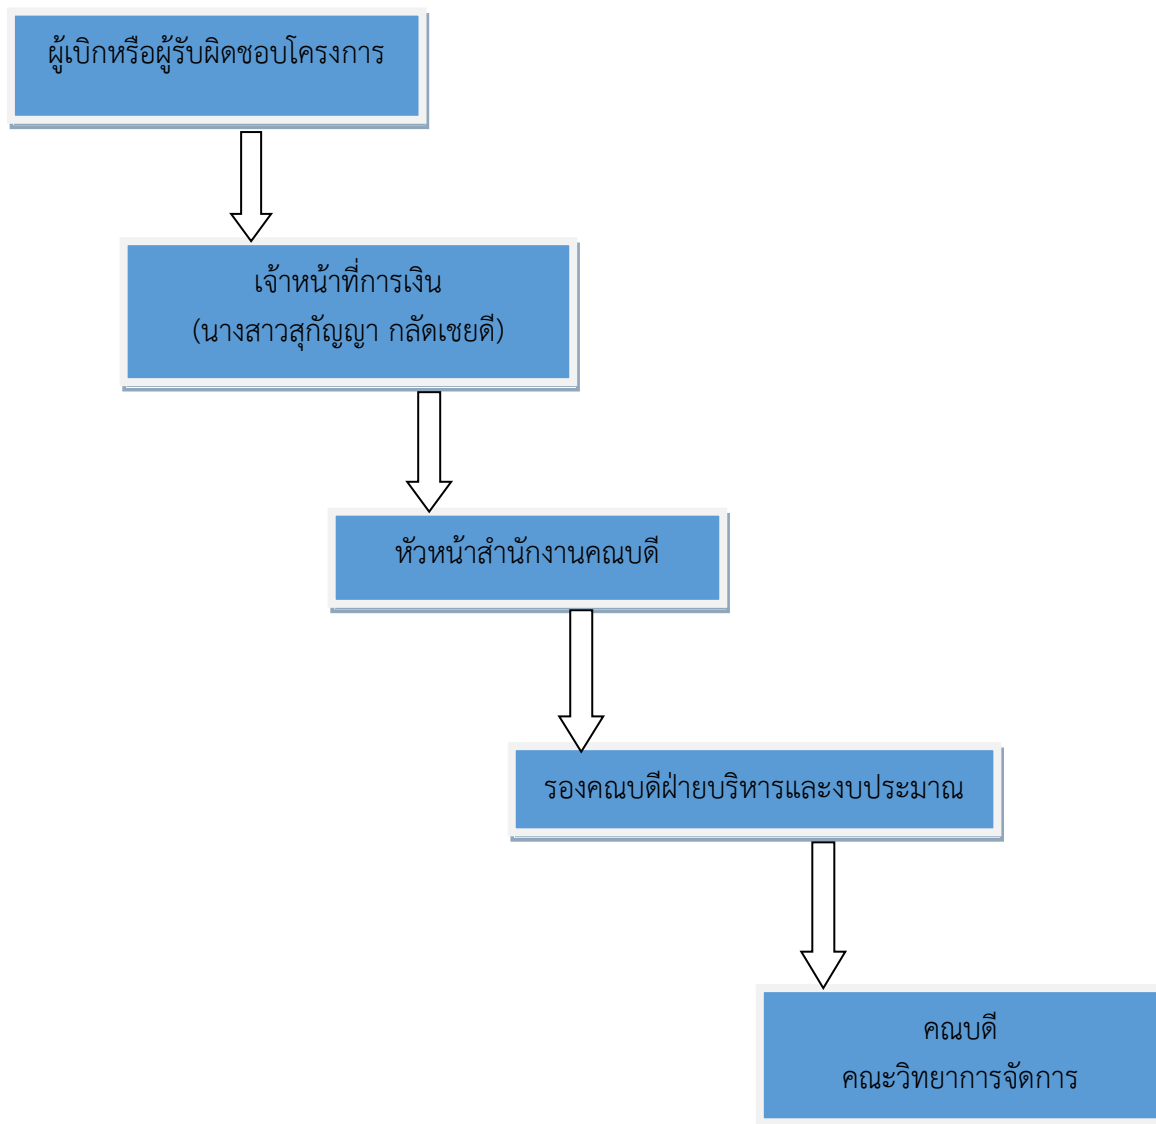 ผู้เบิกหรือผู้รับผิดชอบโครงการ
เจ้าหน้าที่การเงิน
(นางสาวสุกัญญา กลัดเชยดี)
หัวหน้าสำนักงานคณบดี
รองคณบดีฝ่ายบริหารและงบประมาณ
คณบดี
คณะวิทยาการจัดการ